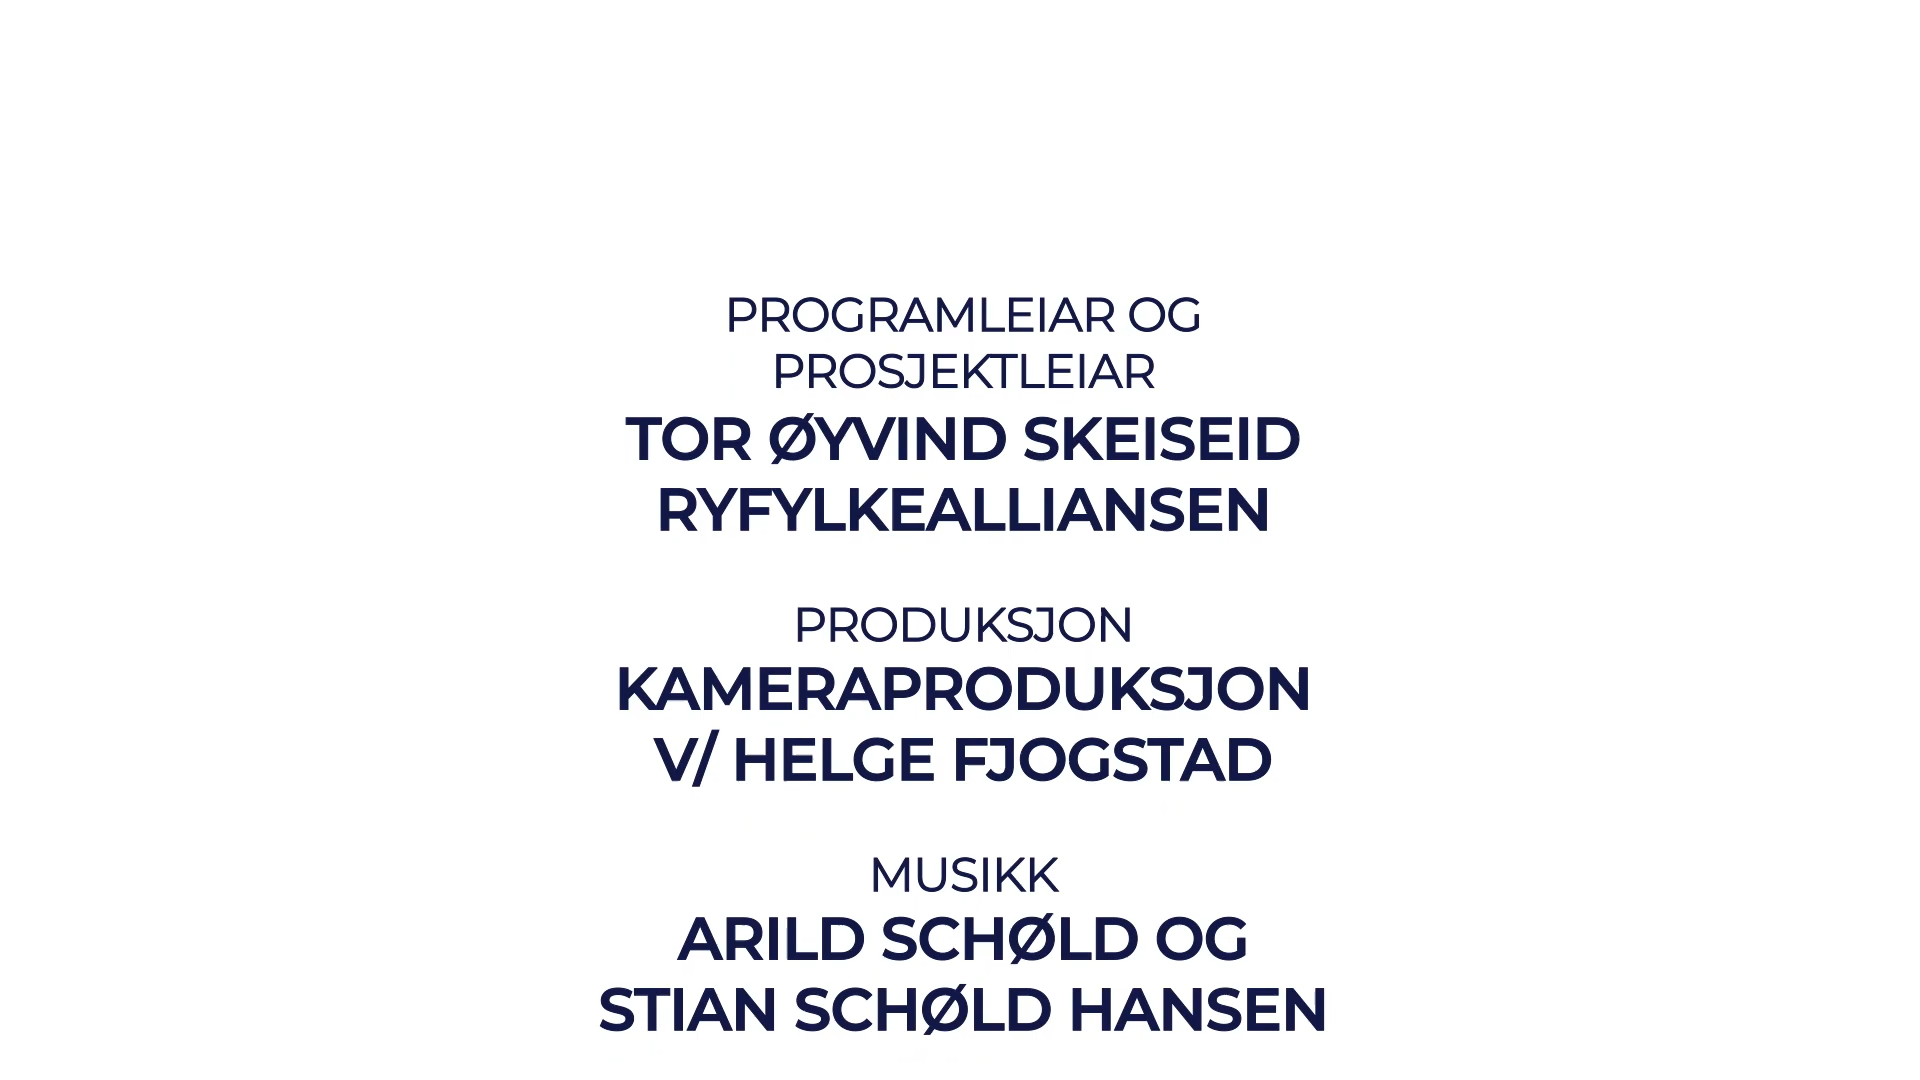 PROGRAMLEIAR OG
PROSJEKTLEIAR
TOR ØYVIND SKEISEID
RYFYLKEALLIANSEN
PRODUKSJON
KAMERAPRODUKSJON
V/ HELGE FJOGSTAD
MUSIKK
ARILD SCHØLD OG
STIAN SCHØLD HANSEN